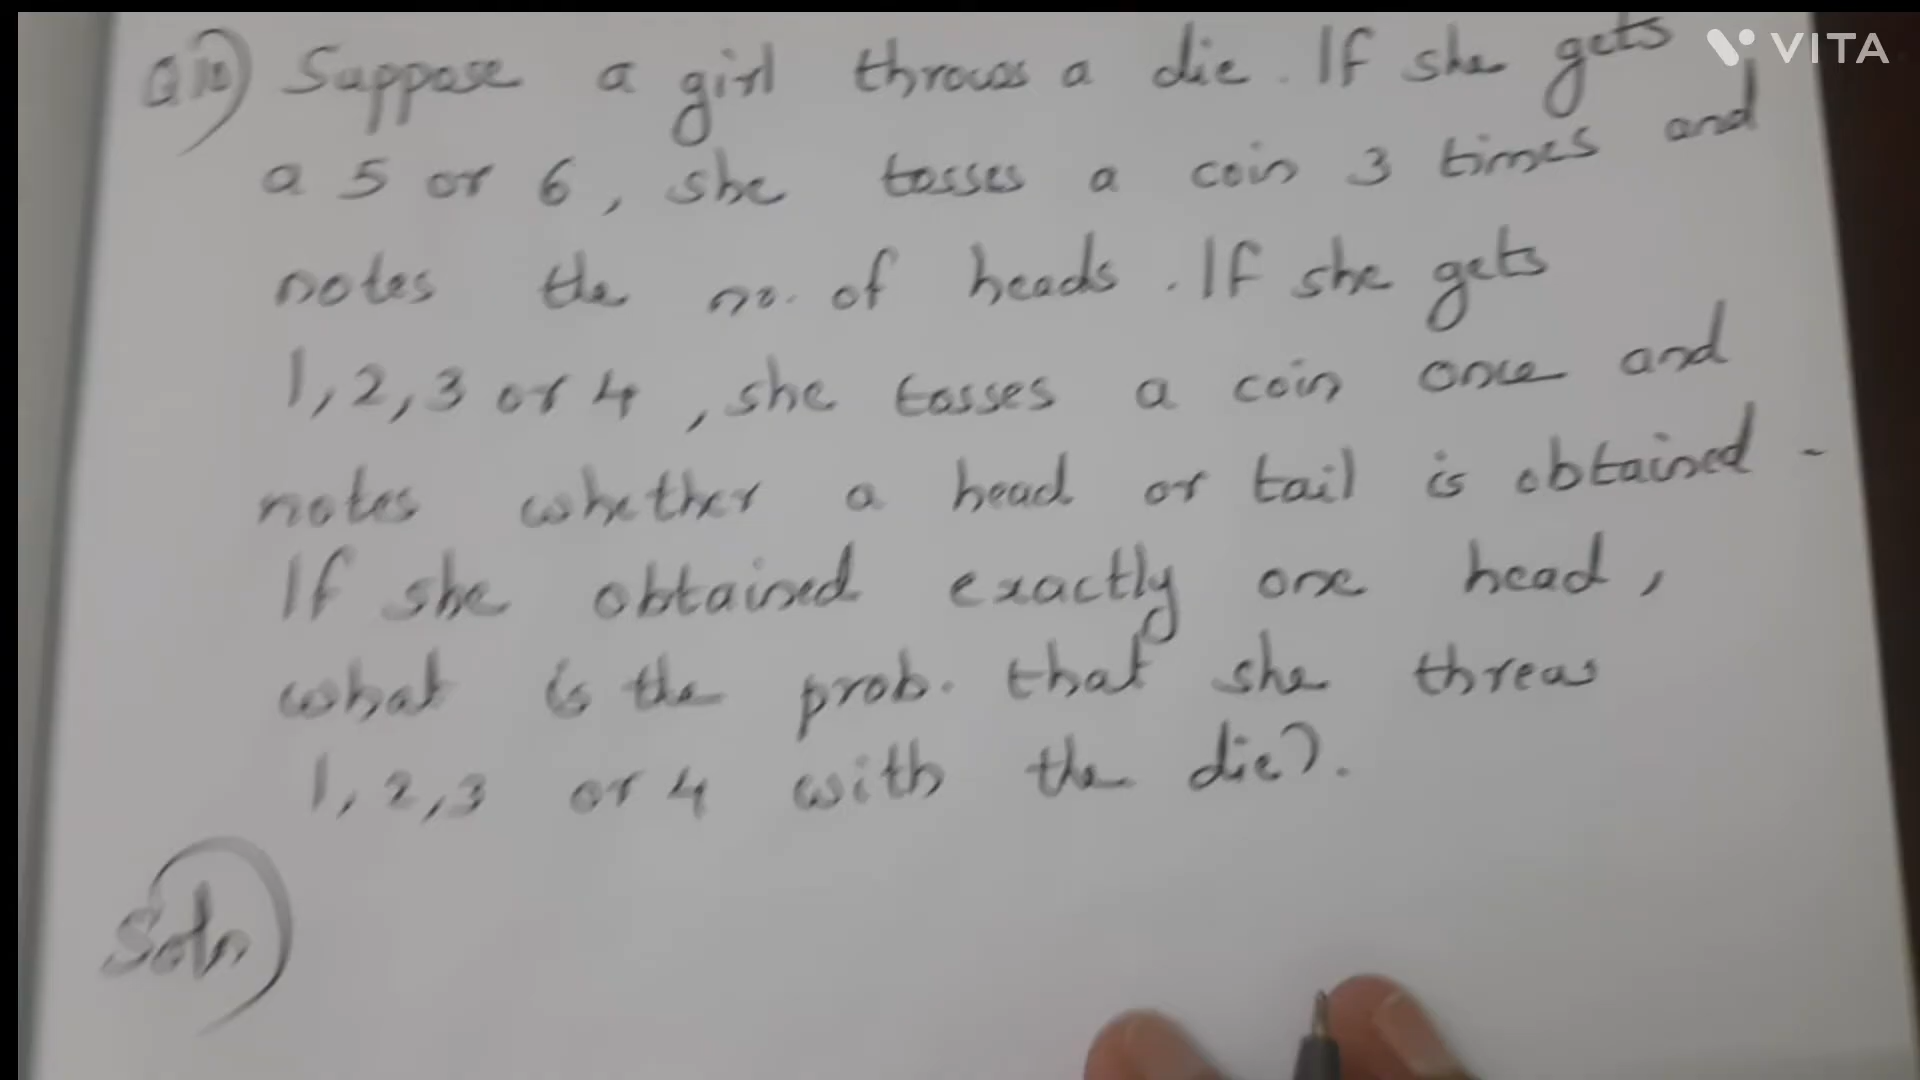 Q10) Suppose a girl throws a die. If she gets
VITA
a 5 or 6, she tosses a coin 3 times and
notes the no. of heads. If she gets
1,2,3 or 4, she tosses a coin once and
notes whether a head or tail is obtained.
If she obtained exactly one head,
what is the prob. that she threw
1,2,3 or 4 with the die?.
Soln)